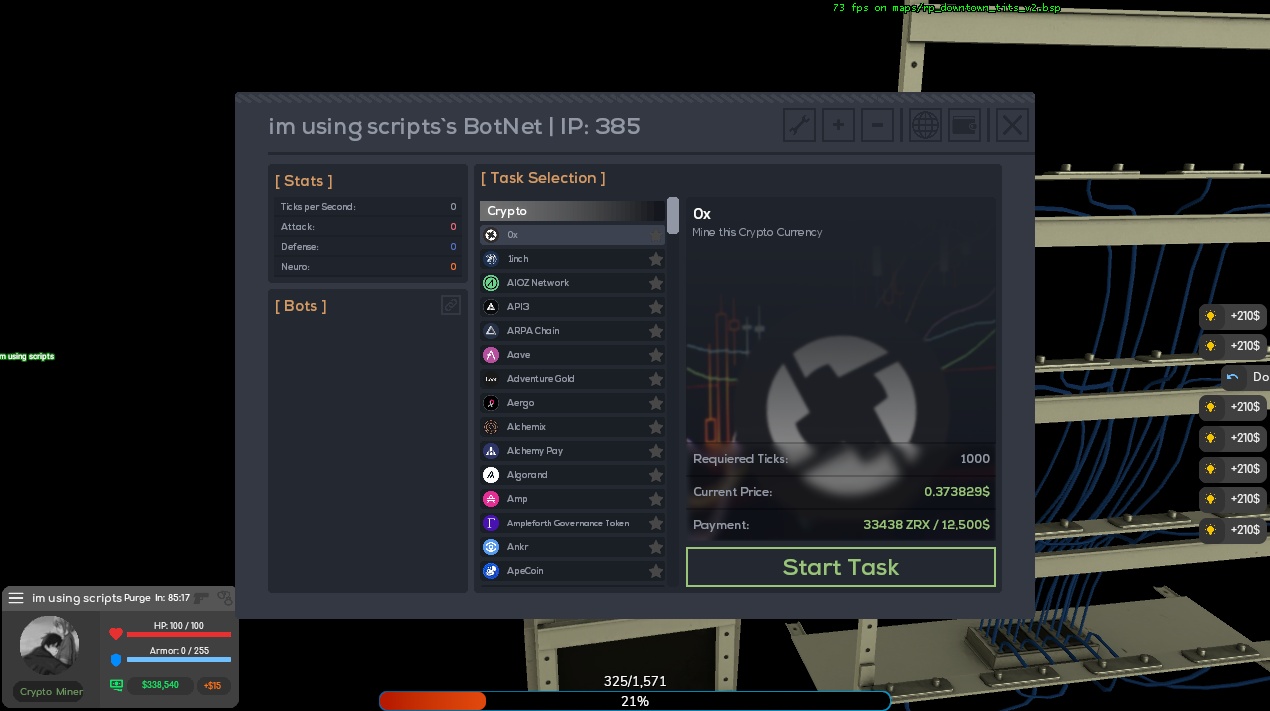 73 fps on maps/rp_downtown_tits_v2.bsp
im using scripts`s BotNet | IP: 385
[ Stats ]
Ticks per Second: 0
Attack: 0
Defense: 0
Neuro: 0
[ Bots ]
[ Task Selection ]
Crypto
0x
1inch
AIOZ Network
API3
ARPA Chain
Aave
Adventure Gold
Aergo
Alchemix
Alchemy Pay
Algorand
Amp
Ampleforth Governance Token
Ankr
ApeCoin
0x
Mine this Crypto Currency
Requiered Ticks: 1000
Current Price: 0.373829$
Payment: 33438 ZRX / 12,500$
Start Task
+210$
+210$
Do
+210$
+210$
+210$
+210$
+210$
m using scripts
im using scripts Purge In: 85:17
HP: 100 / 100
Armor: 0 / 255
$338,540 +$15
Crypto Miner
325/1,571
21%